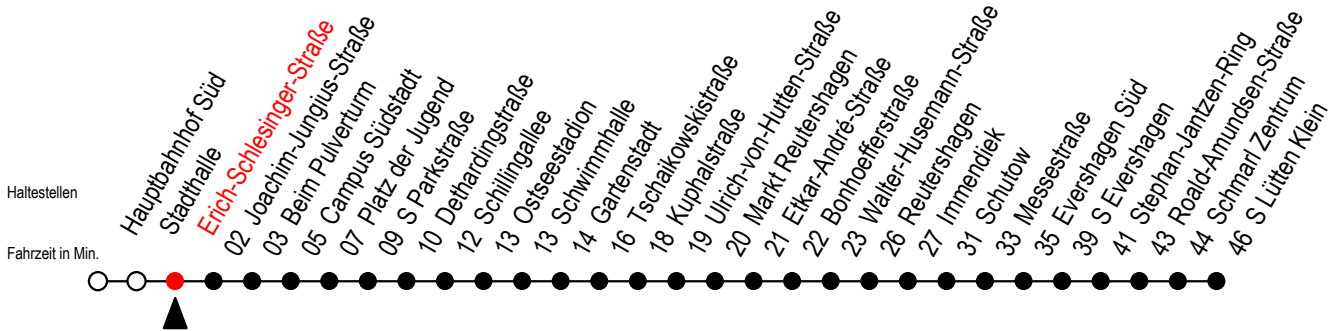 Haltestellen
Fahrzeit in Min.
Hauptbahnhof Süd
Stadthalle
Erich-Schlesinger-Straße
02 Joachim-Jungius-Straße
03 Beim Pulverturm
05 Campus Südstadt
07 Platz der Jugend
09 S Parkstraße
10 Dethardingstraße
12 Schillingallee
13 Ostseestadion
13 Schwimmhalle
14 Gartenstadt
16 Tschaikowskistraße
18 Kuphalstraße
19 Ulrich-von-Hutten-Straße
20 Markt Reutershagen
21 Etkar-André-Straße
22 Bonhoefferstraße
23 Walter-Husemann-Straße
26 Reutershagen
27 Immendiek
31 Schutow
33 Messestraße
35 Evershagen Süd
39 S Evershagen
41 Stephan-Jantzen-Ring
43 Roald-Amundsen-Straße
44 Schmarl Zentrum
46 S Lütten Klein